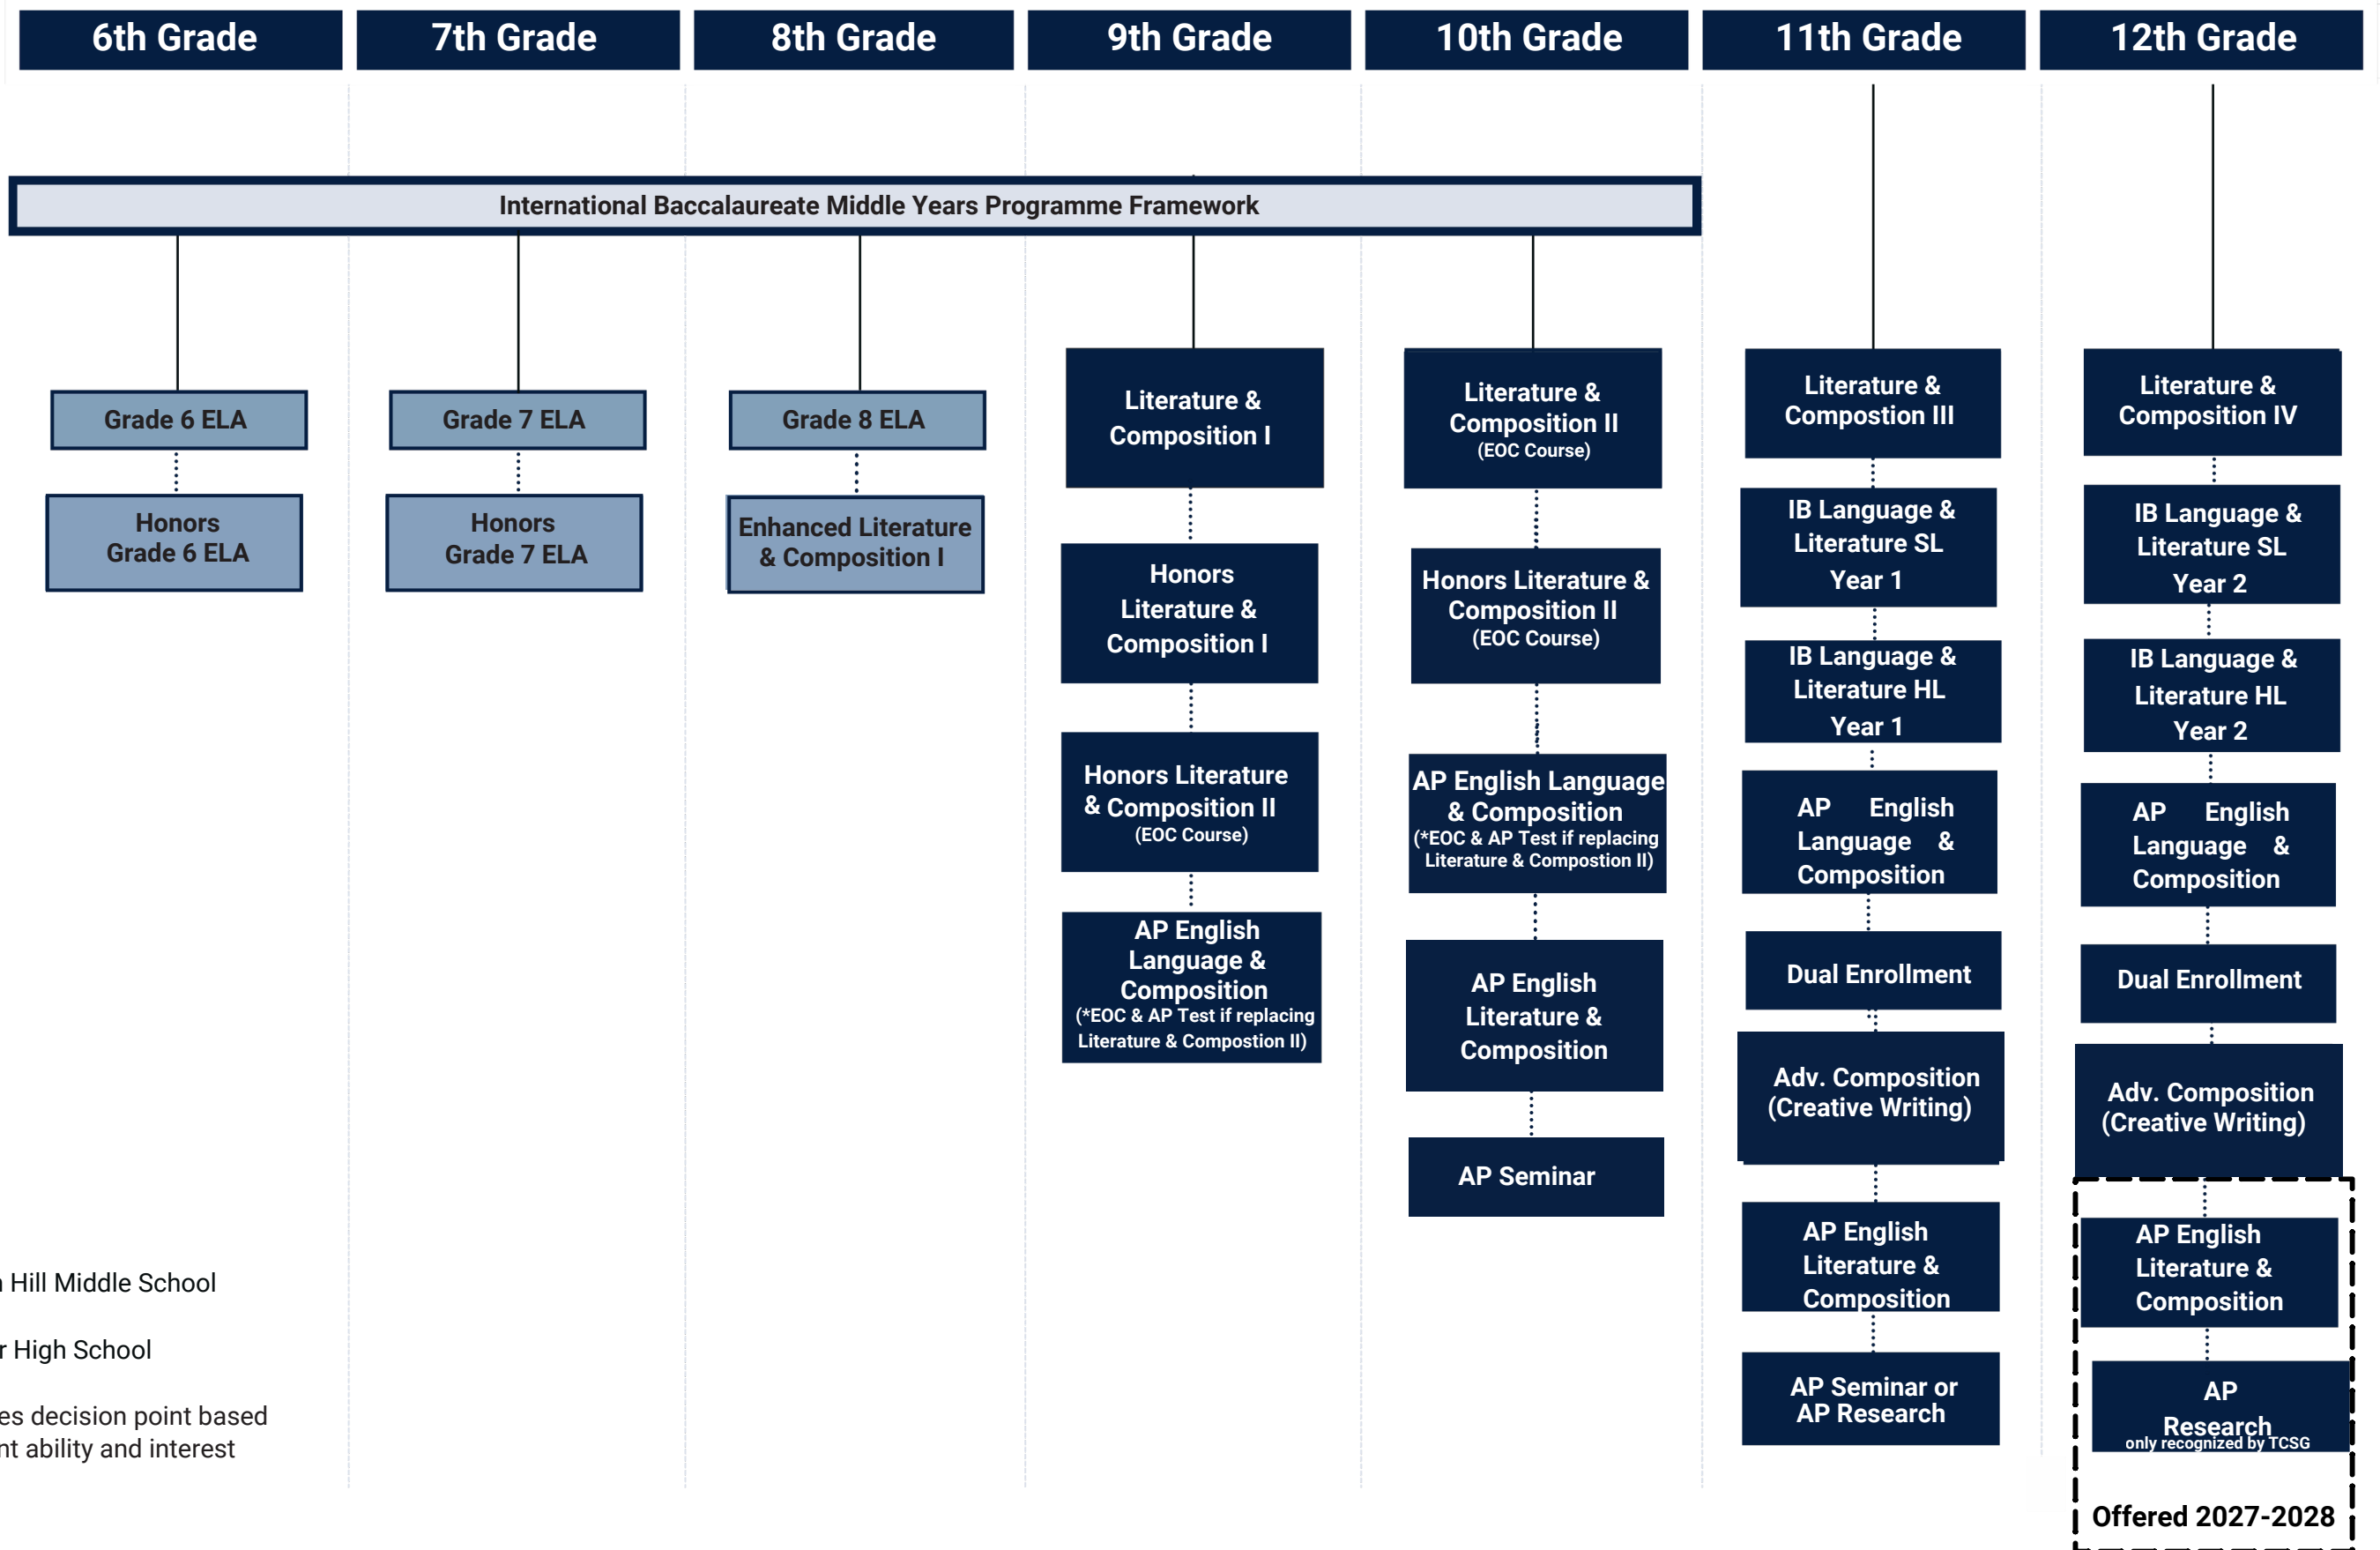 6th Grade
7th Grade
8th Grade
9th Grade
10th Grade
11th Grade
12th Grade
International Baccalaureate Middle Years Programme Framework
Grade 6 ELA
Honors
Grade 6 ELA
Grade 7 ELA
Honors
Grade 7 ELA
Grade 8 ELA
Enhanced Literature
& Composition I
Literature &
Composition I
Honors
Literature &
Composition I
Honors Literature
& Composition II
(EOC Course)
AP English
Language &
Composition
(*EOC & AP Test if replacing
Literature & Compostion II)
Literature &
Composition II
(EOC Course)
Honors Literature &
Composition II
(EOC Course)
AP English Language
& Composition
(*EOC & AP Test if replacing
Literature & Compostion II)
AP English
Literature &
Composition
AP Seminar
Literature &
Compostion III
IB Language &
Literature SL
Year 1
IB Language &
Literature HL
Year 1
AP English
Language &
Composition
Dual Enrollment
Adv. Composition
(Creative Writing)
AP English
Literature &
Composition
AP Seminar or
AP Research
Literature &
Composition IV
IB Language &
Literature SL
Year 2
IB Language &
Literature HL
Year 2
AP English
Language &
Composition
Dual Enrollment
Adv. Composition
(Creative Writing)
AP English
Literature &
Composition
AP
Research
only recognized by TCSG
Offered 2027-2028
Hill Middle School
High School
decision point based
ability and interest